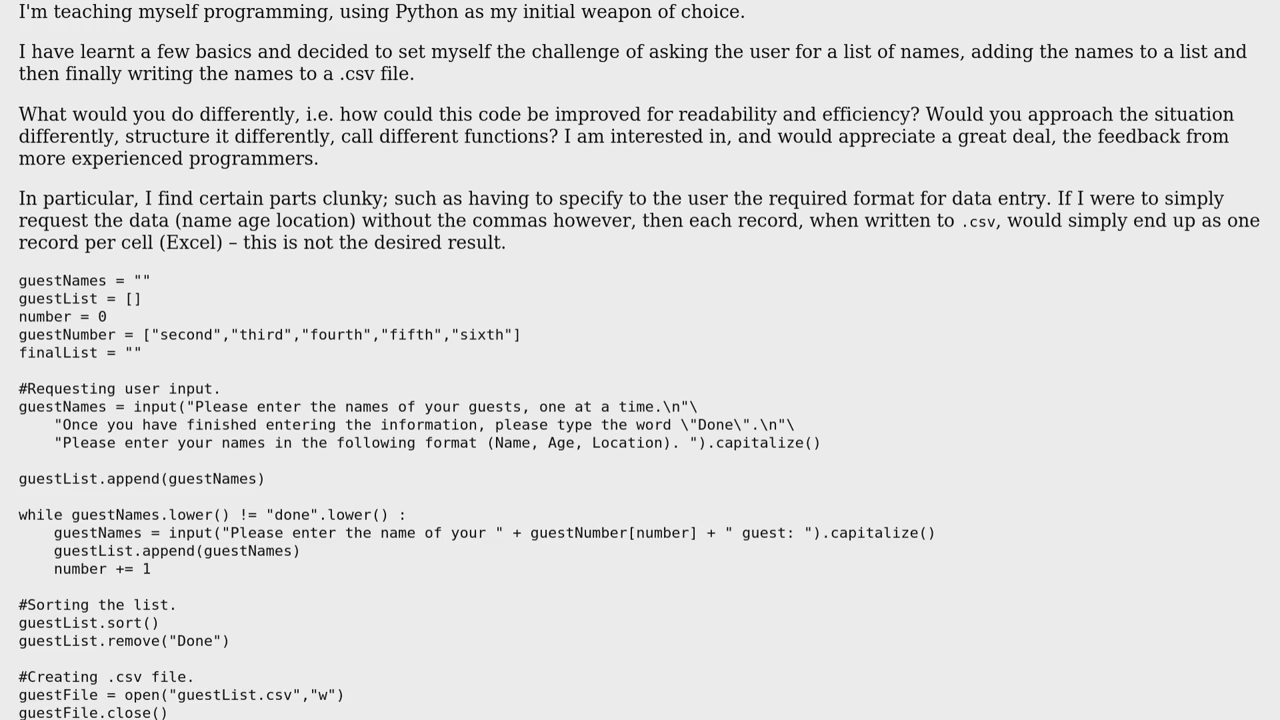 I'm teaching myself programming, using Python as my initial weapon of choice.
I have learnt a few basics and decided to set myself the challenge of asking the user for a list of names, adding the names to a list and
then finally writing the names to a .csv file.
What would you do differently, i.e. how could this code be improved for readability and efficiency? Would you approach the situation
differently, structure it differently, call different functions? I am interested in, and would appreciate a great deal, the feedback from
more experienced programmers.
In particular, I find certain parts clunky; such as having to specify to the user the required format for data entry. If I were to simply
request the data (name age location) without the commas however, then each record, when written to .csv, would simply end up as one
record per cell (Excel) – this is not the desired result.
guestNames = ""
guestList = []
number = 0
guestNumber = ["second","third","fourth","fifth","sixth"]
finalList = ""
#Requesting user input.
guestNames = input("Please enter the names of your guests, one at a time.\n"\
    "Once you have finished entering the information, please type the word \"Done\".\n"\
    "Please enter your names in the following format (Name, Age, Location). ").capitalize()
guestList.append(guestNames)
while guestNames.lower() != "done".lower() :
    guestNames = input("Please enter the name of your " + guestNumber[number] + " guest: ").capitalize()
    guestList.append(guestNames)
    number += 1
#Sorting the list.
guestList.sort()
guestList.remove("Done")
#Creating .csv file.
guestFile = open("guestList.csv","w")
guestFile.close()